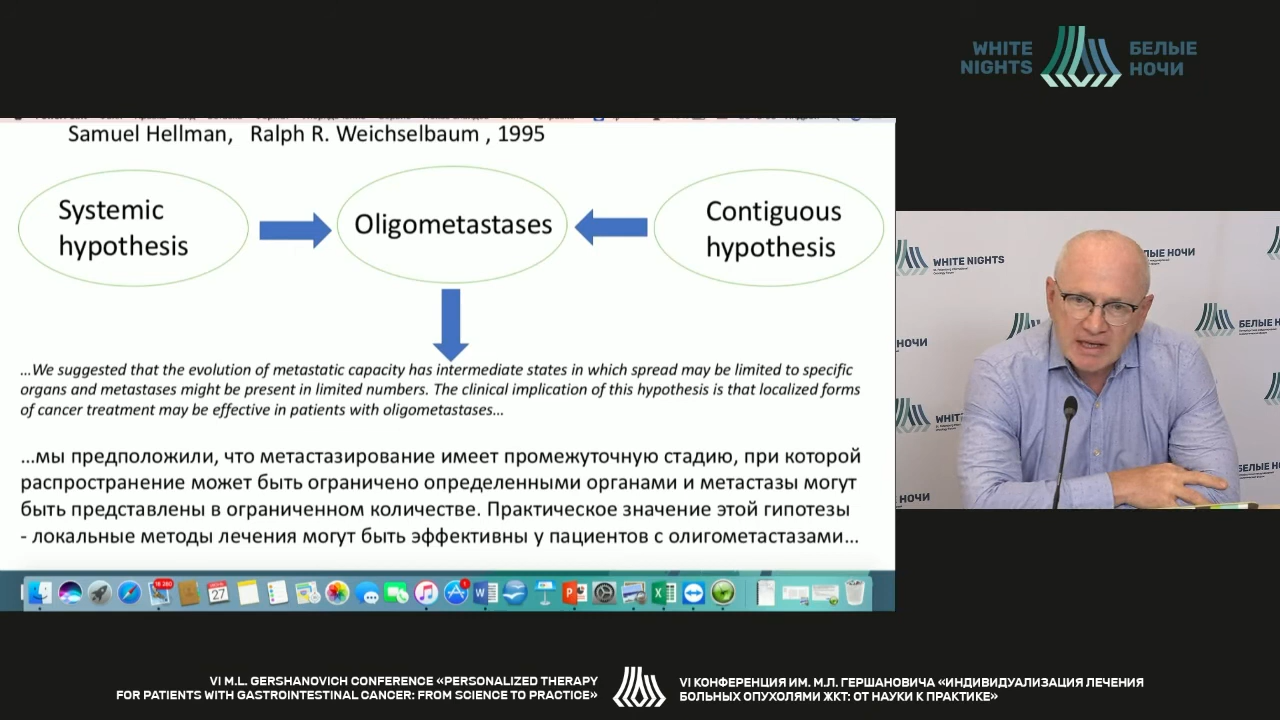 WHITE
NIGHTS
БЕЛЫЕ
НОЧИ
Samuel Hellman, Ralph R. Weichselbaum , 1995
Systemic
hypothesis
Oligometastases
Contiguous
hypothesis
...We suggested that the evolution of metastatic capacity has intermediate states in which spread may be limited to specific
organs and metastases might be present in limited numbers. The clinical implication of this hypothesis is that localized forms
of cancer treatment may be effective in patients with oligometastases...
...мы предположили, что метастазирование имеет промежуточную стадию, при которой
распространение может быть ограничено определенными органами и метастазы могут
быть представлены в ограниченном количестве. Практическое значение этой гипотезы
- локальные методы лечения могут быть эффективны у пациентов с олигометастазами...
27
WHITE NIGHTS
БЕЛЫЕ НОЧИ
VI M.L. GERSHANOVICH CONFERENCE «PERSONALIZED THERAPY
FOR PATIENTS WITH GASTROINTESTINAL CANCER: FROM SCIENCE TO PRACTICE»
VI КОНФЕРЕНЦИЯ ИМ. М.Л. ГЕРШАНОВИЧА «ИНДИВИДУАЛИЗАЦИЯ ЛЕЧЕНИЯ
БОЛЬНЫХ ОПУХОЛЯМИ ЖКТ: ОТ НАУКИ К ПРАКТИКЕ»